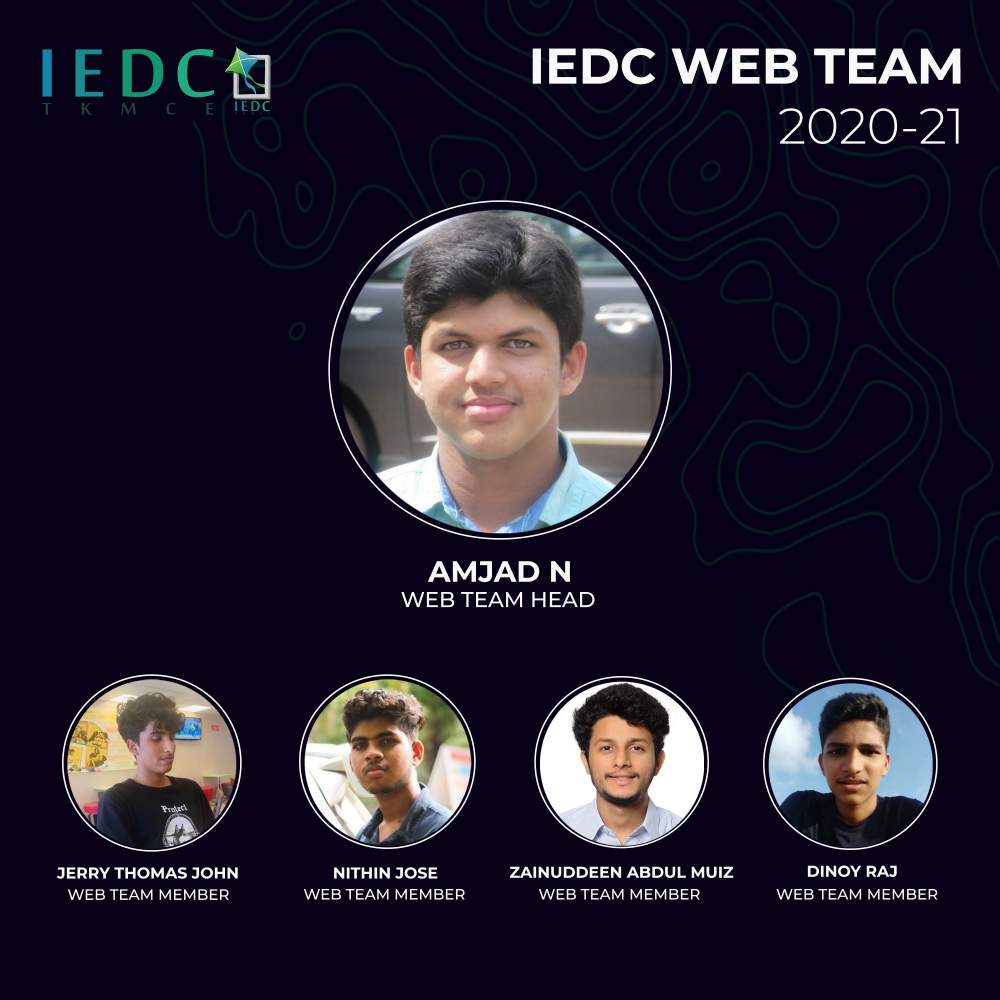 IEDC
TKMCE
IEDC
IEDC WEB TEAM
2020-21
AMJAD N
WEB TEAM HEAD
Protect
JERRY THOMAS JOHN
WEB TEAM MEMBER
NITHIN JOSE
WEB TEAM MEMBER
ZAINUDDEEN ABDUL MUIZ
WEB TEAM MEMBER
DINOY RAJ
WEB TEAM MEMBER